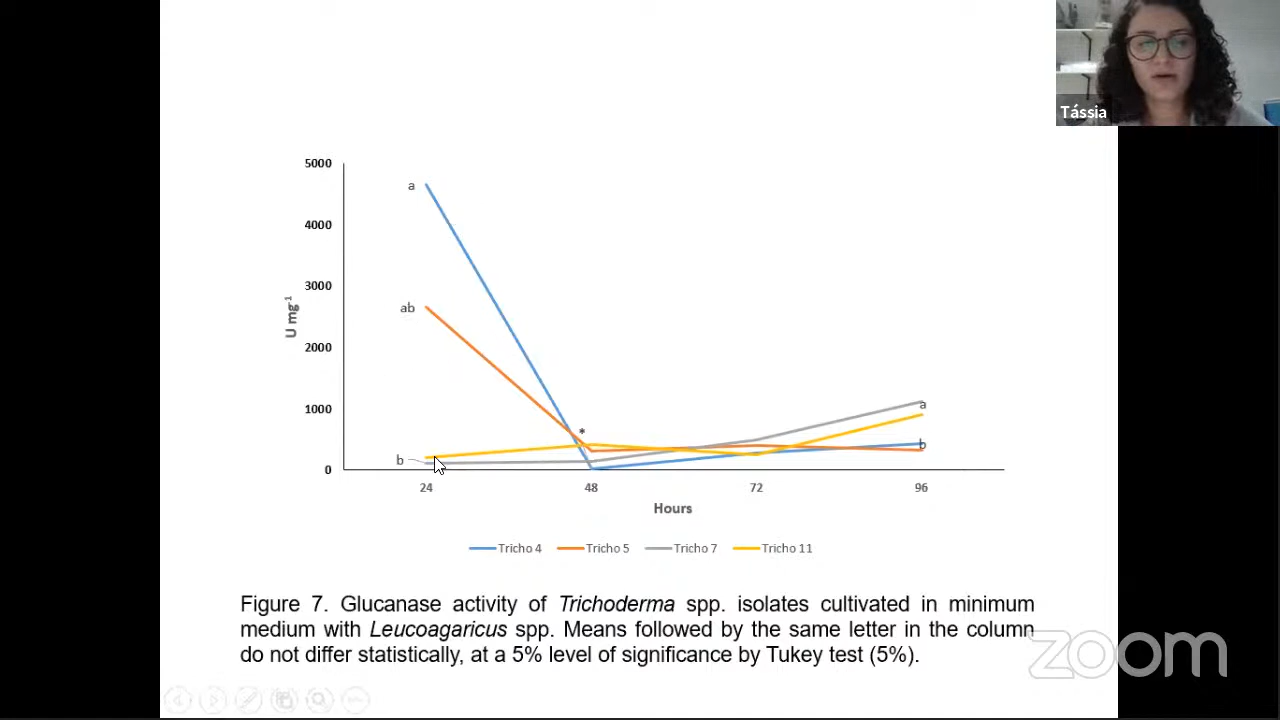 Tássia
5000
4000
3000
2000
1000
0
U mg-1
a
ab
b
*
a
b
24 48 72 96
Hours
Tricho 4 Tricho 5 Tricho 7 Tricho 11
Figure 7. Glucanase activity of Trichoderma spp. isolates cultivated in minimum
medium with Leucoagaricus spp. Means followed by the same letter in the column
do not differ statistically, at a 5% level of significance by Tukey test (5%).
zoom